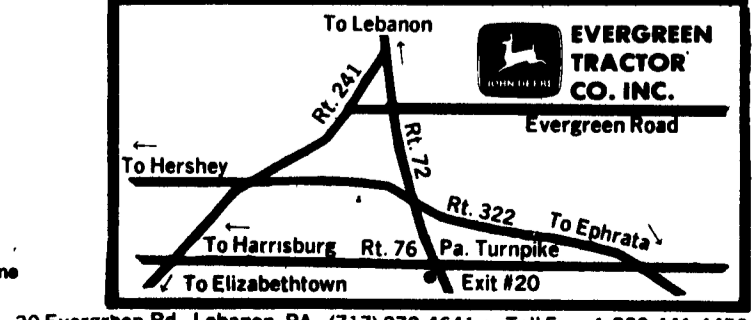 To Lebanon
EVERGREEN
TRACTOR
CO. INC.
JOHN DEERE
Rt. 241
Evergreen Road
Rt. 72
To Hershey
Rt. 322
To Ephrata
To Harrisburg Rt. 76 Pa. Turnpike
To Elizabethtown Exit #20
30 Evergreen Rd., Lebanon, PA